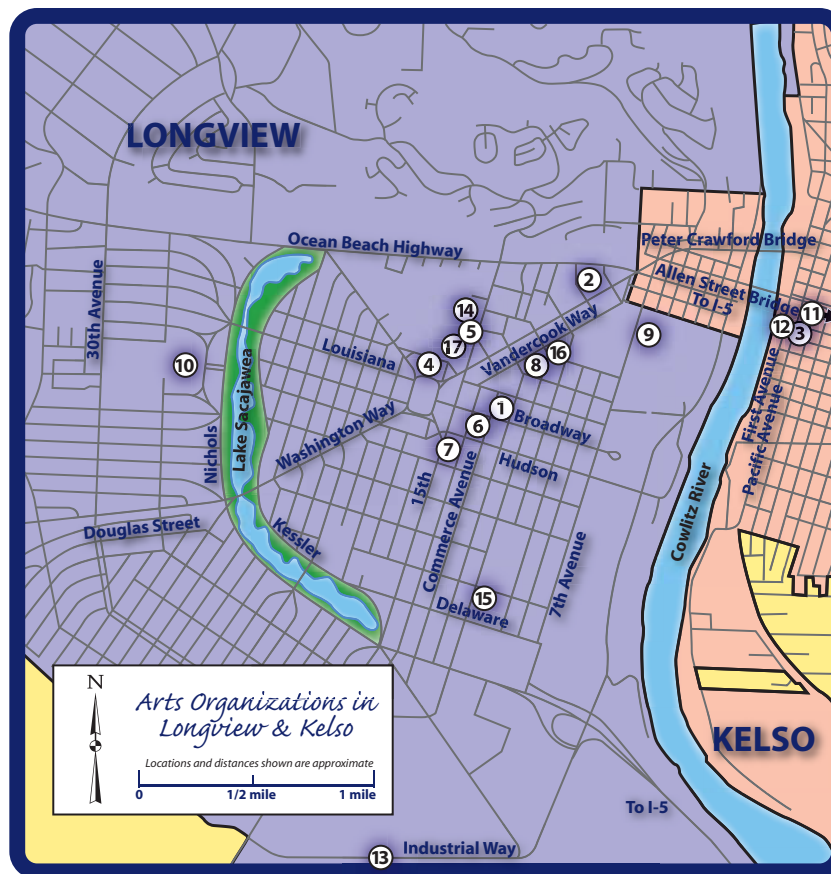 LONGVIEW
Ocean Beach Highway
Peter Crawford Bridge
Allen Street Bridge
To I-5
30th Avenue
2
14
5
17
4
Louisiana
Vandercook Way
16
8
9
11
12
3
10
Lake Sacajawea
Nichols
Washington Way
1
6
7
Broadway
Hudson
15th
Commerce Avenue
First Avenue
Pacific Avenue
Cowlitz River
Douglas Street
Kessler
15
Delaware
7th Avenue
KELSO
To I-5
N
Arts Organizations in
Longview & Kelso
Locations and distances shown are approximate
0 1/2 mile 1 mile
13
Industrial Way